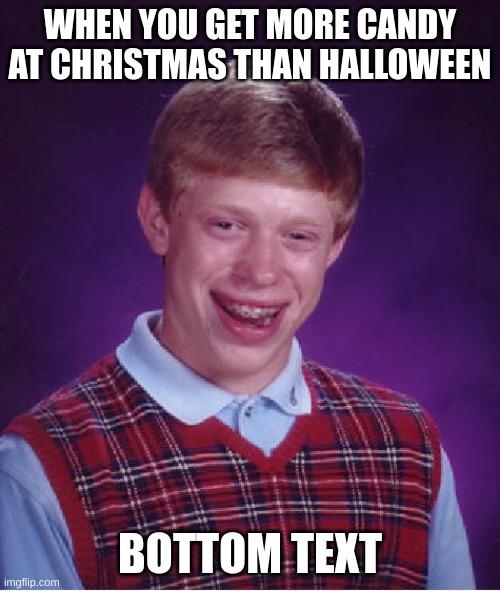 WHEN YOU GET MORE CANDY
AT CHRISTMAS THAN HALLOWEEN
BOTTOM TEXT
imgflip.com